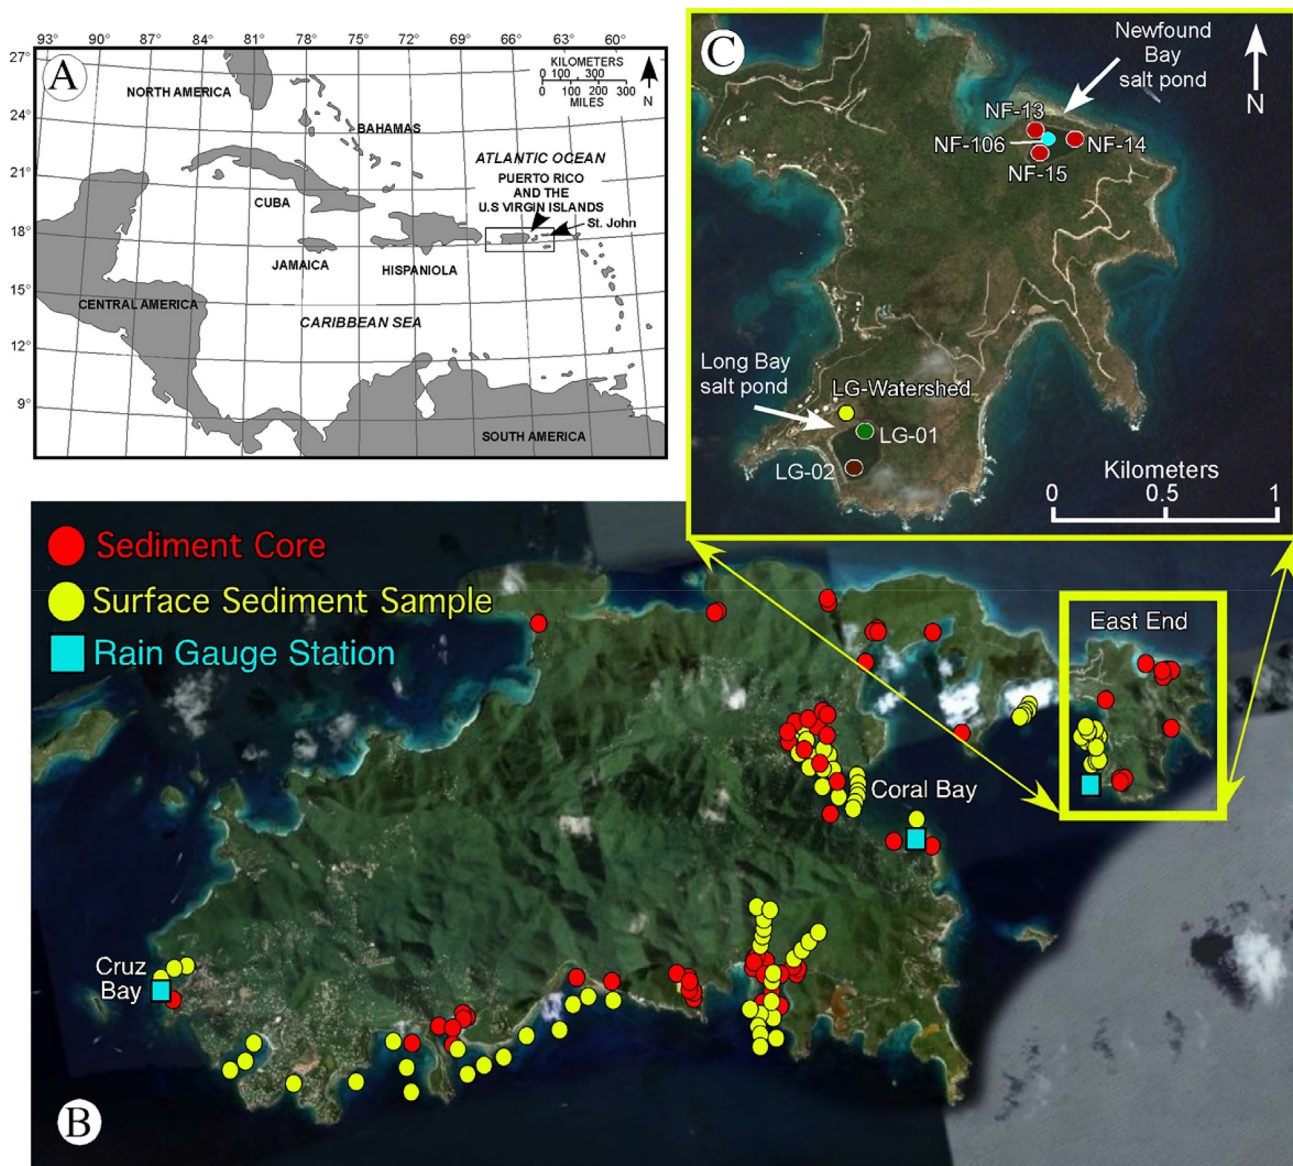 93°
90°
87°
84°
81°
78°
75°
72°
69°
66°
63°
60°
27°
24°
21°
18°
15°
12°
9°
A
KILOMETERS
0 100 300
0 100 300
MILES
N
NORTH AMERICA
BAHAMAS
ATLANTIC OCEAN
PUERTO RICO
AND THE
U.S VIRGIN ISLANDS
St. John
CUBA
JAMAICA
HISPANIOLA
CENTRAL AMERICA
CARIBBEAN SEA
SOUTH AMERICA
C
Newfound
Bay
salt pond
N
NF-13
NF-106
NF-14
NF-15
Long Bay
salt pond
LG-Watershed
LG-01
LG-02
Kilometers
0 0.5 1
Sediment Core
Surface Sediment Sample
Rain Gauge Station
East End
Coral Bay
Cruz
Bay
B